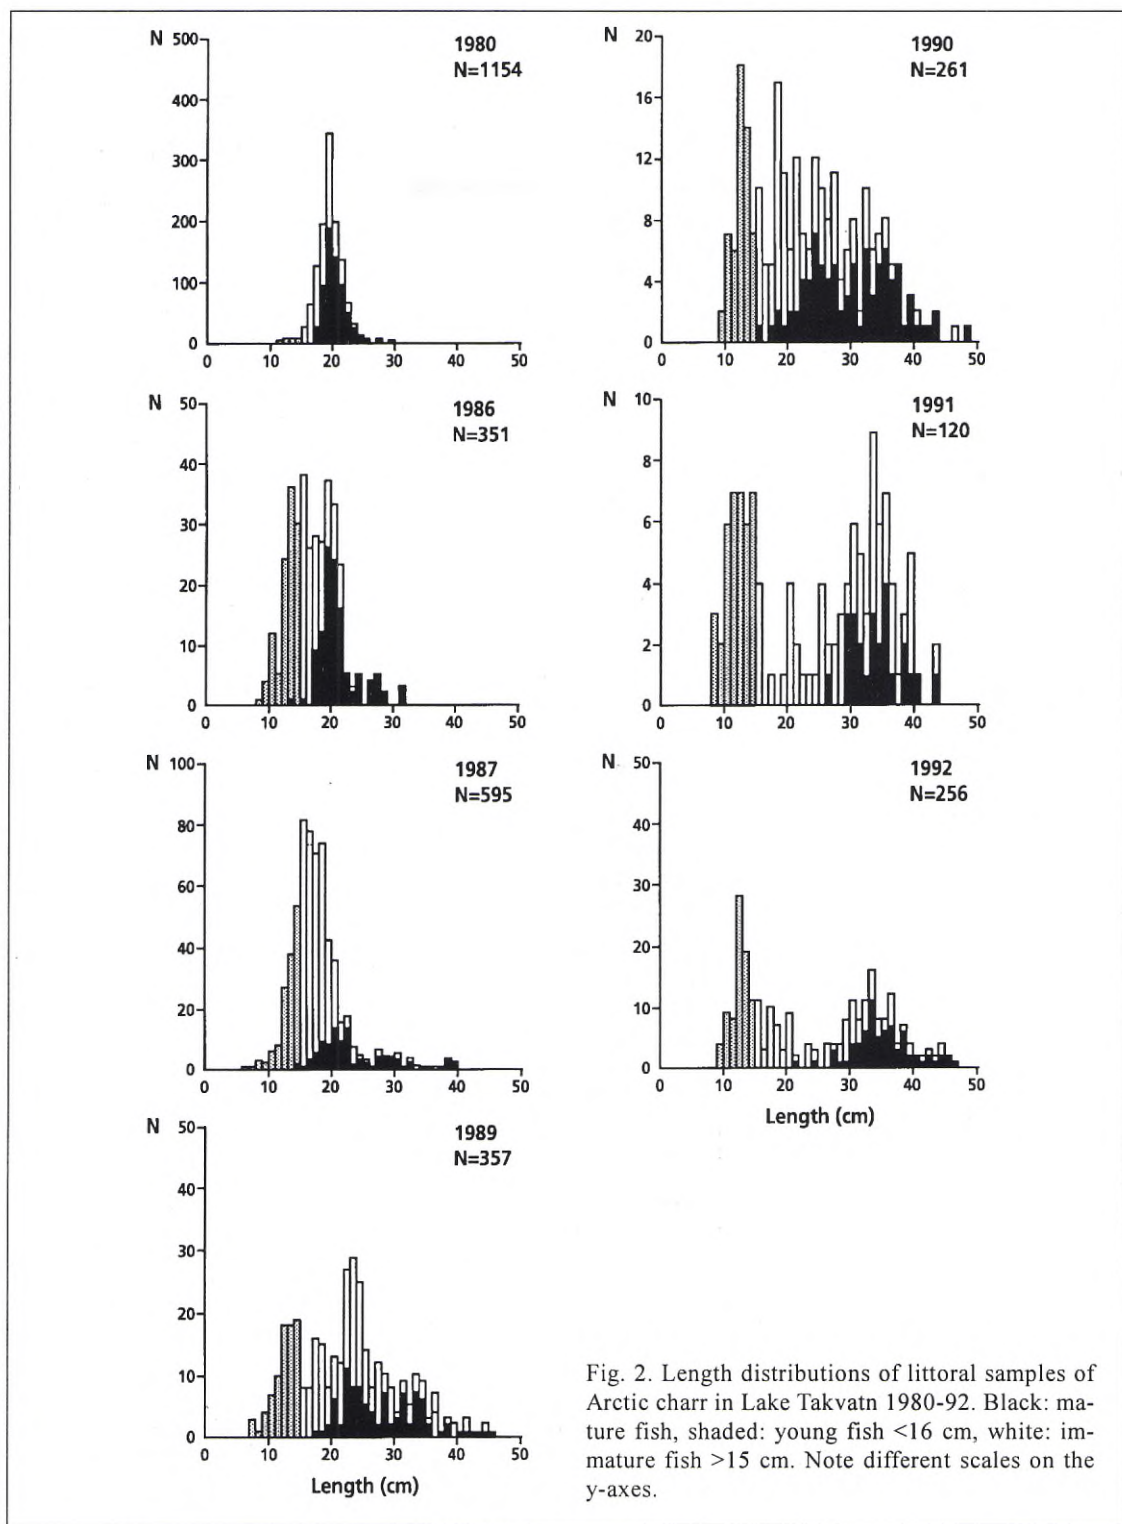 N 500 400 300 200 100 0
1980
N=1154
0 10 20 30 40 50
N 50 40 30 20 10 0
1986
N=351
0 10 20 30 40 50
N 100 80 60 40 20 0
1987
N=595
0 10 20 30 40 50
N 50 40 30 20 10 0
1989
N=357
0 10 20 30 40 50
Length (cm)
N 20 16 12 8 4 0
1990
N=261
0 10 20 30 40 50
N 10 8 6 4 2 0
1991
N=120
0 10 20 30 40 50
N 50 40 30 20 10 0
1992
N=256
0 10 20 30 40 50
Length (cm)
Fig. 2. Length distributions of littoral samples of
Arctic charr in Lake Takvatn 1980-92. Black: ma-
ture fish, shaded: young fish <16 cm, white: im-
mature fish >15 cm. Note different scales on the
y-axes.